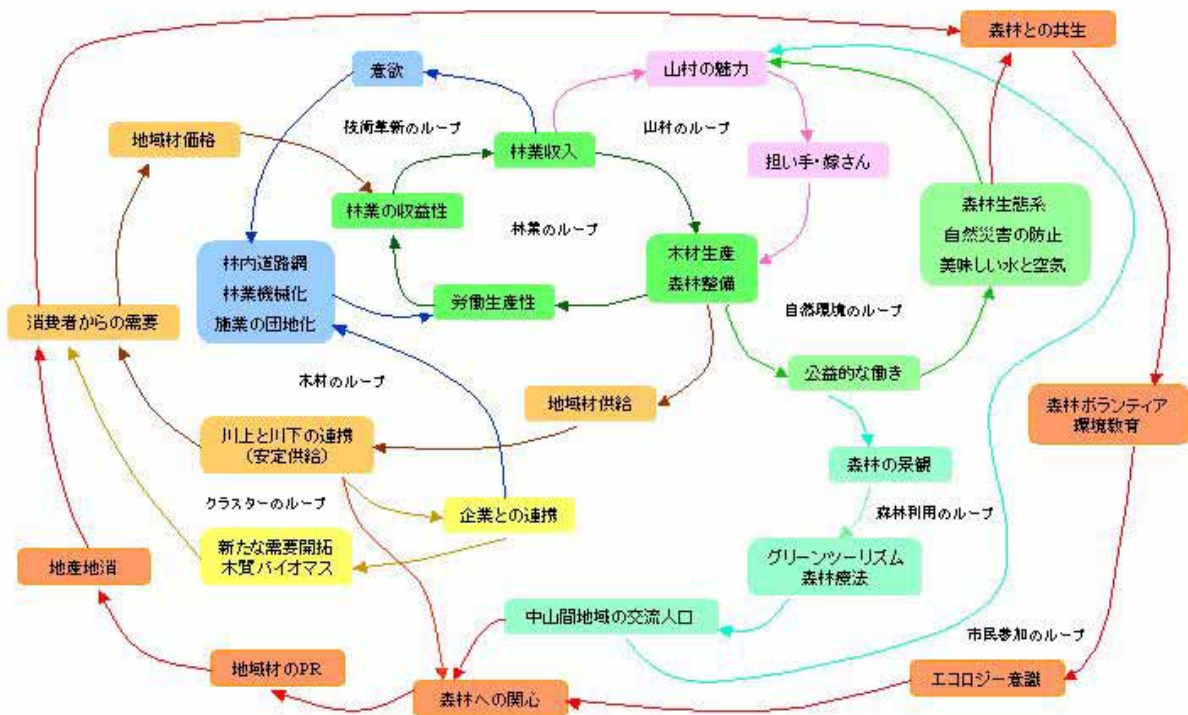 森林との共生
意欲
山村の魅力
技術革新のループ
山村のループ
地域材価格
林業収入
担い手・嫁さん
林業の収益性
林業のループ
森林生態系
自然災害の防止
美味しい水と空気
木材生産
森林整備
林内道路網
林業機械化
施業の団地化
労働生産性
自然環境のループ
消費者からの需要
木材のループ
公益的な働き
地域材供給
森林ボランティア
環境教育
川上と川下の連携
(安定供給)
森林の景観
クラスターのループ
企業との連携
森林利用のループ
新たな需要開拓
木質バイオマス
地産地消
グリーンツーリズム
森林療法
中山間地域の交流人口
市民参加のループ
地域材のPR
森林への関心
エコロジー意識